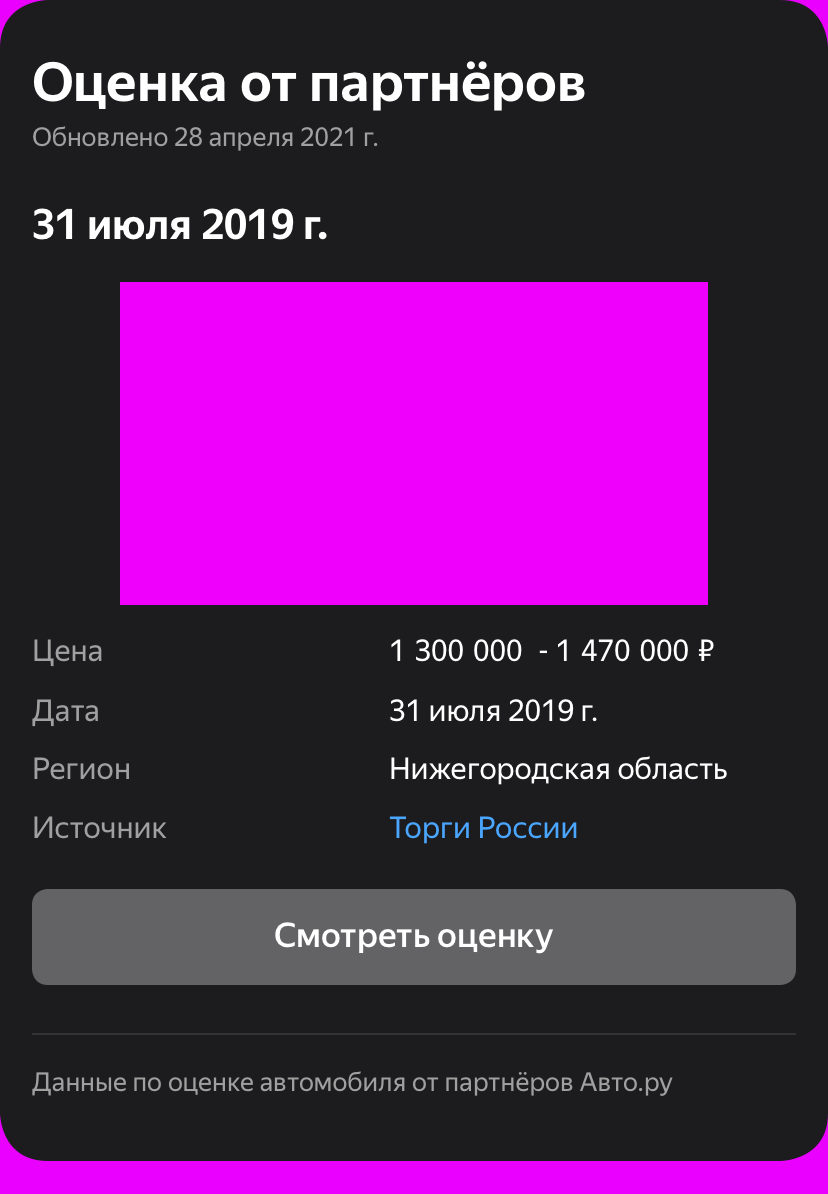 Оценка от партнёров
Обновлено 28 апреля 2021 г.
31 июля 2019 г.
Цена 1 300 000 - 1 470 000 ₽
Дата 31 июля 2019 г.
Регион Нижегородская область
Источник Торги России
Смотреть оценку
Данные по оценке автомобиля от партнёров Авто.ру